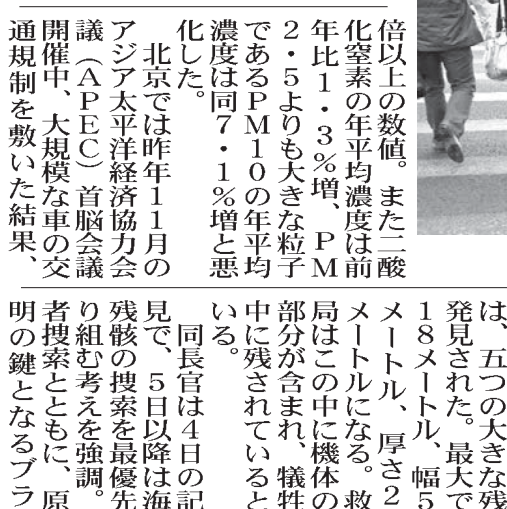 倍以上の数値。また二酸
化窒素の年平均濃度は前
年比１・３％増、ＰＭ
２・５よりも大きな粒子
であるＰＭ１０の年平均
濃度は同７・１％増と悪
化した。
北京では昨年１１月の
アジア太平洋経済協力会
議（ＡＰＥＣ）首脳会議
開催中、大規模な車の交
通規制を敷いた結果、
は、五つの大きな残
発見された。最大で
１８メートル、幅５
メートル、厚さ２
メートルになる。救
局はこの中に機体の
部分が含まれ、犠牲
中に残されていると
いる。
同長官は４日の記
見で、５日以降は海
残骸の捜索を最優先
り組む考えを強調。
者捜索とともに、原
明の鍵となるブラ